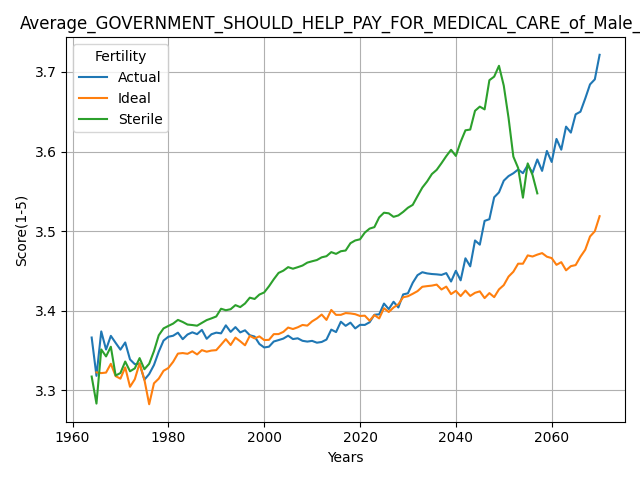 Average_GOVERNMENT_SHOULD_HELP_PAY_FOR_MEDICAL_CARE_of_Male_
Fertility
Actual
Ideal
Sterile
Score(1-5)
3.7
3.6
3.5
3.4
3.3
1960 1980 2000 2020 2040 2060
Years